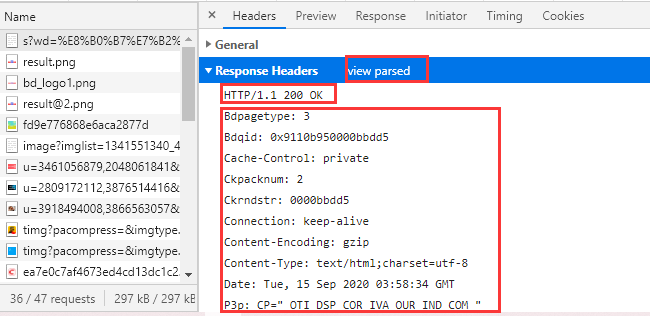 Name
Headers Preview Response Initiator Timing Cookies
s?wd=%E8%B0%B7%E7%B2%
result.png
bd_logo1.png
result@2.png
fd9e776868e6aca2877d
image?imglist=1341551340_4
u=3461056879,2048061841&
u=2809172112,3876514416&
u=3918494008,3866563057&
timg?pacompress=&imgtype.
timg?pacompress=&imgtype.
ea7e0c7af4673ed4cd13dc1c2
36 / 47 requests 297 kB / 297 kB
General
Response Headers view parsed
HTTP/1.1 200 OK
Bdpagetype: 3
Bdqid: 0x9110b950000bbdd5
Cache-Control: private
Ckpacknum: 2
Ckrndstr: 0000bbdd5
Connection: keep-alive
Content-Encoding: gzip
Content-Type: text/html;charset=utf-8
Date: Tue, 15 Sep 2020 03:58:34 GMT
P3p: CP=" OTI DSP COR IVA OUR IND COM "